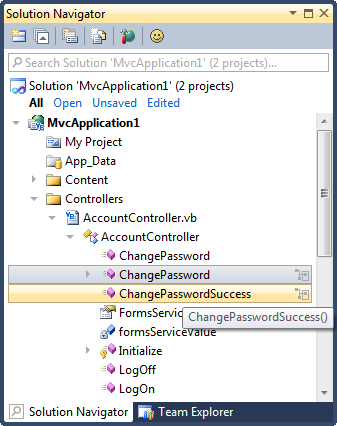 Solution Navigator
Search Solution 'MvcApplication1' (2 projects)...
Solution 'MvcApplication1' (2 projects)
All Open Unsaved Edited
MvcApplication1
My Project
App_Data
Content
Controllers
AccountController.vb
AccountController
ChangePassword
ChangePassword
ChangePasswordSuccess
FormsServic
ChangePasswordSuccess()
formsServiceValue
Initialize
LogOff
LogOn
Solution Navigator Team Explorer